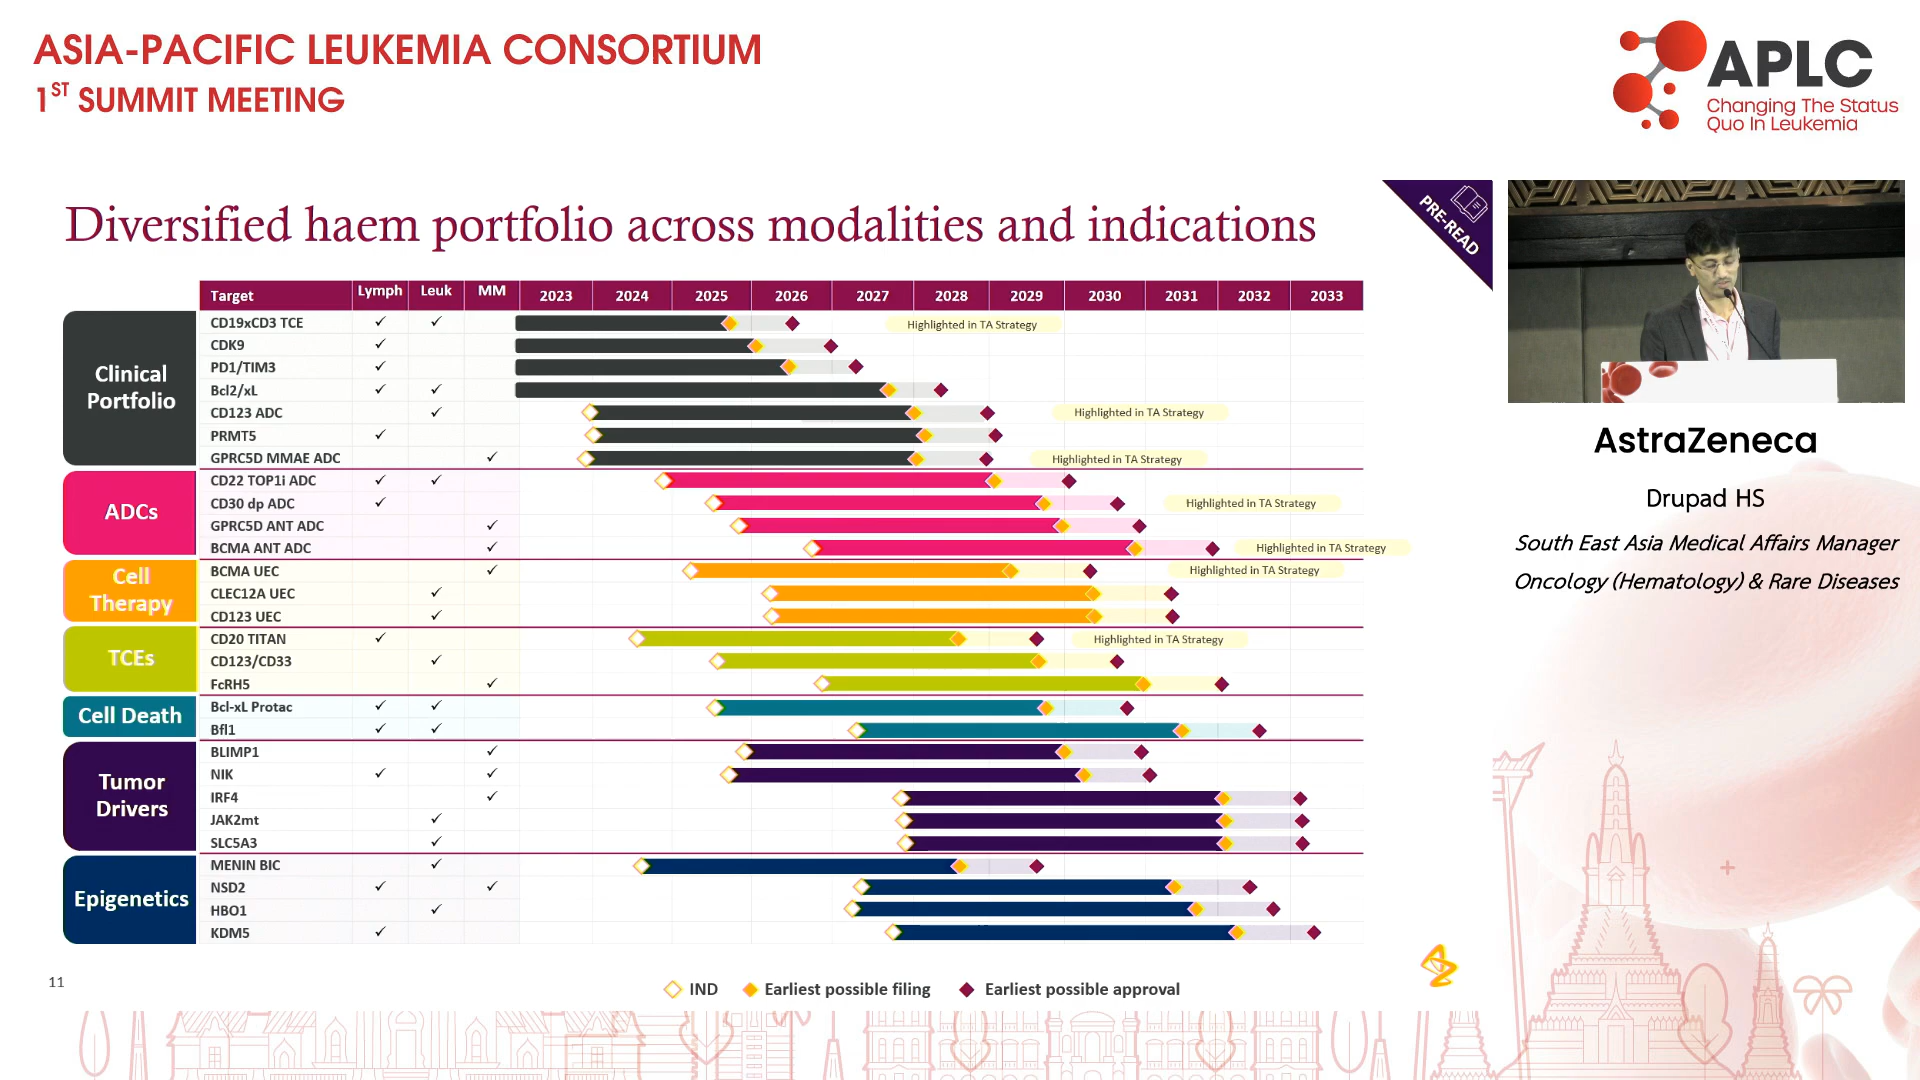 ASIA-PACIFIC LEUKEMIA CONSORTIUM
1ST SUMMIT MEETING
APLC
Changing The Status
Quo In Leukemia
Diversified haem portfolio across modalities and indications
PRE-READ
Target Lymph Leuk MM 2023 2024 2025 2026 2027 2028 2029 2030 2031 2032 2033
Clinical Portfolio
CD19xCD3 TCE ✓ ✓ Highlighted in TA Strategy
CDK9 ✓
PD1/TIM3 ✓
Bcl2/xL ✓ ✓
CD123 ADC ✓ Highlighted in TA Strategy
PRMT5 ✓
GPRC5D MMAE ADC ✓ Highlighted in TA Strategy
ADCs
CD22 TOP1i ADC ✓ ✓
CD30 dp ADC ✓ Highlighted in TA Strategy
GPRC5D ANT ADC ✓
BCMA ANT ADC ✓ Highlighted in TA Strategy
Cell Therapy
BCMA UEC ✓ Highlighted in TA Strategy
CLEC12A UEC ✓
CD123 UEC ✓
TCEs
CD20 TITAN ✓ Highlighted in TA Strategy
CD123/CD33 ✓
FcRH5 ✓
Cell Death
Bcl-xL Protac ✓ ✓
Bfl1 ✓ ✓
Tumor Drivers
BLIMP1 ✓
NIK ✓ ✓
IRF4 ✓
JAK2mt ✓
SLC5A3 ✓
Epigenetics
MENIN BIC ✓
NSD2 ✓ ✓
HBO1 ✓
KDM5 ✓
11
IND Earliest possible filing Earliest possible approval
AstraZeneca
Drupad HS
South East Asia Medical Affairs Manager
Oncology (Hematology) & Rare Diseases